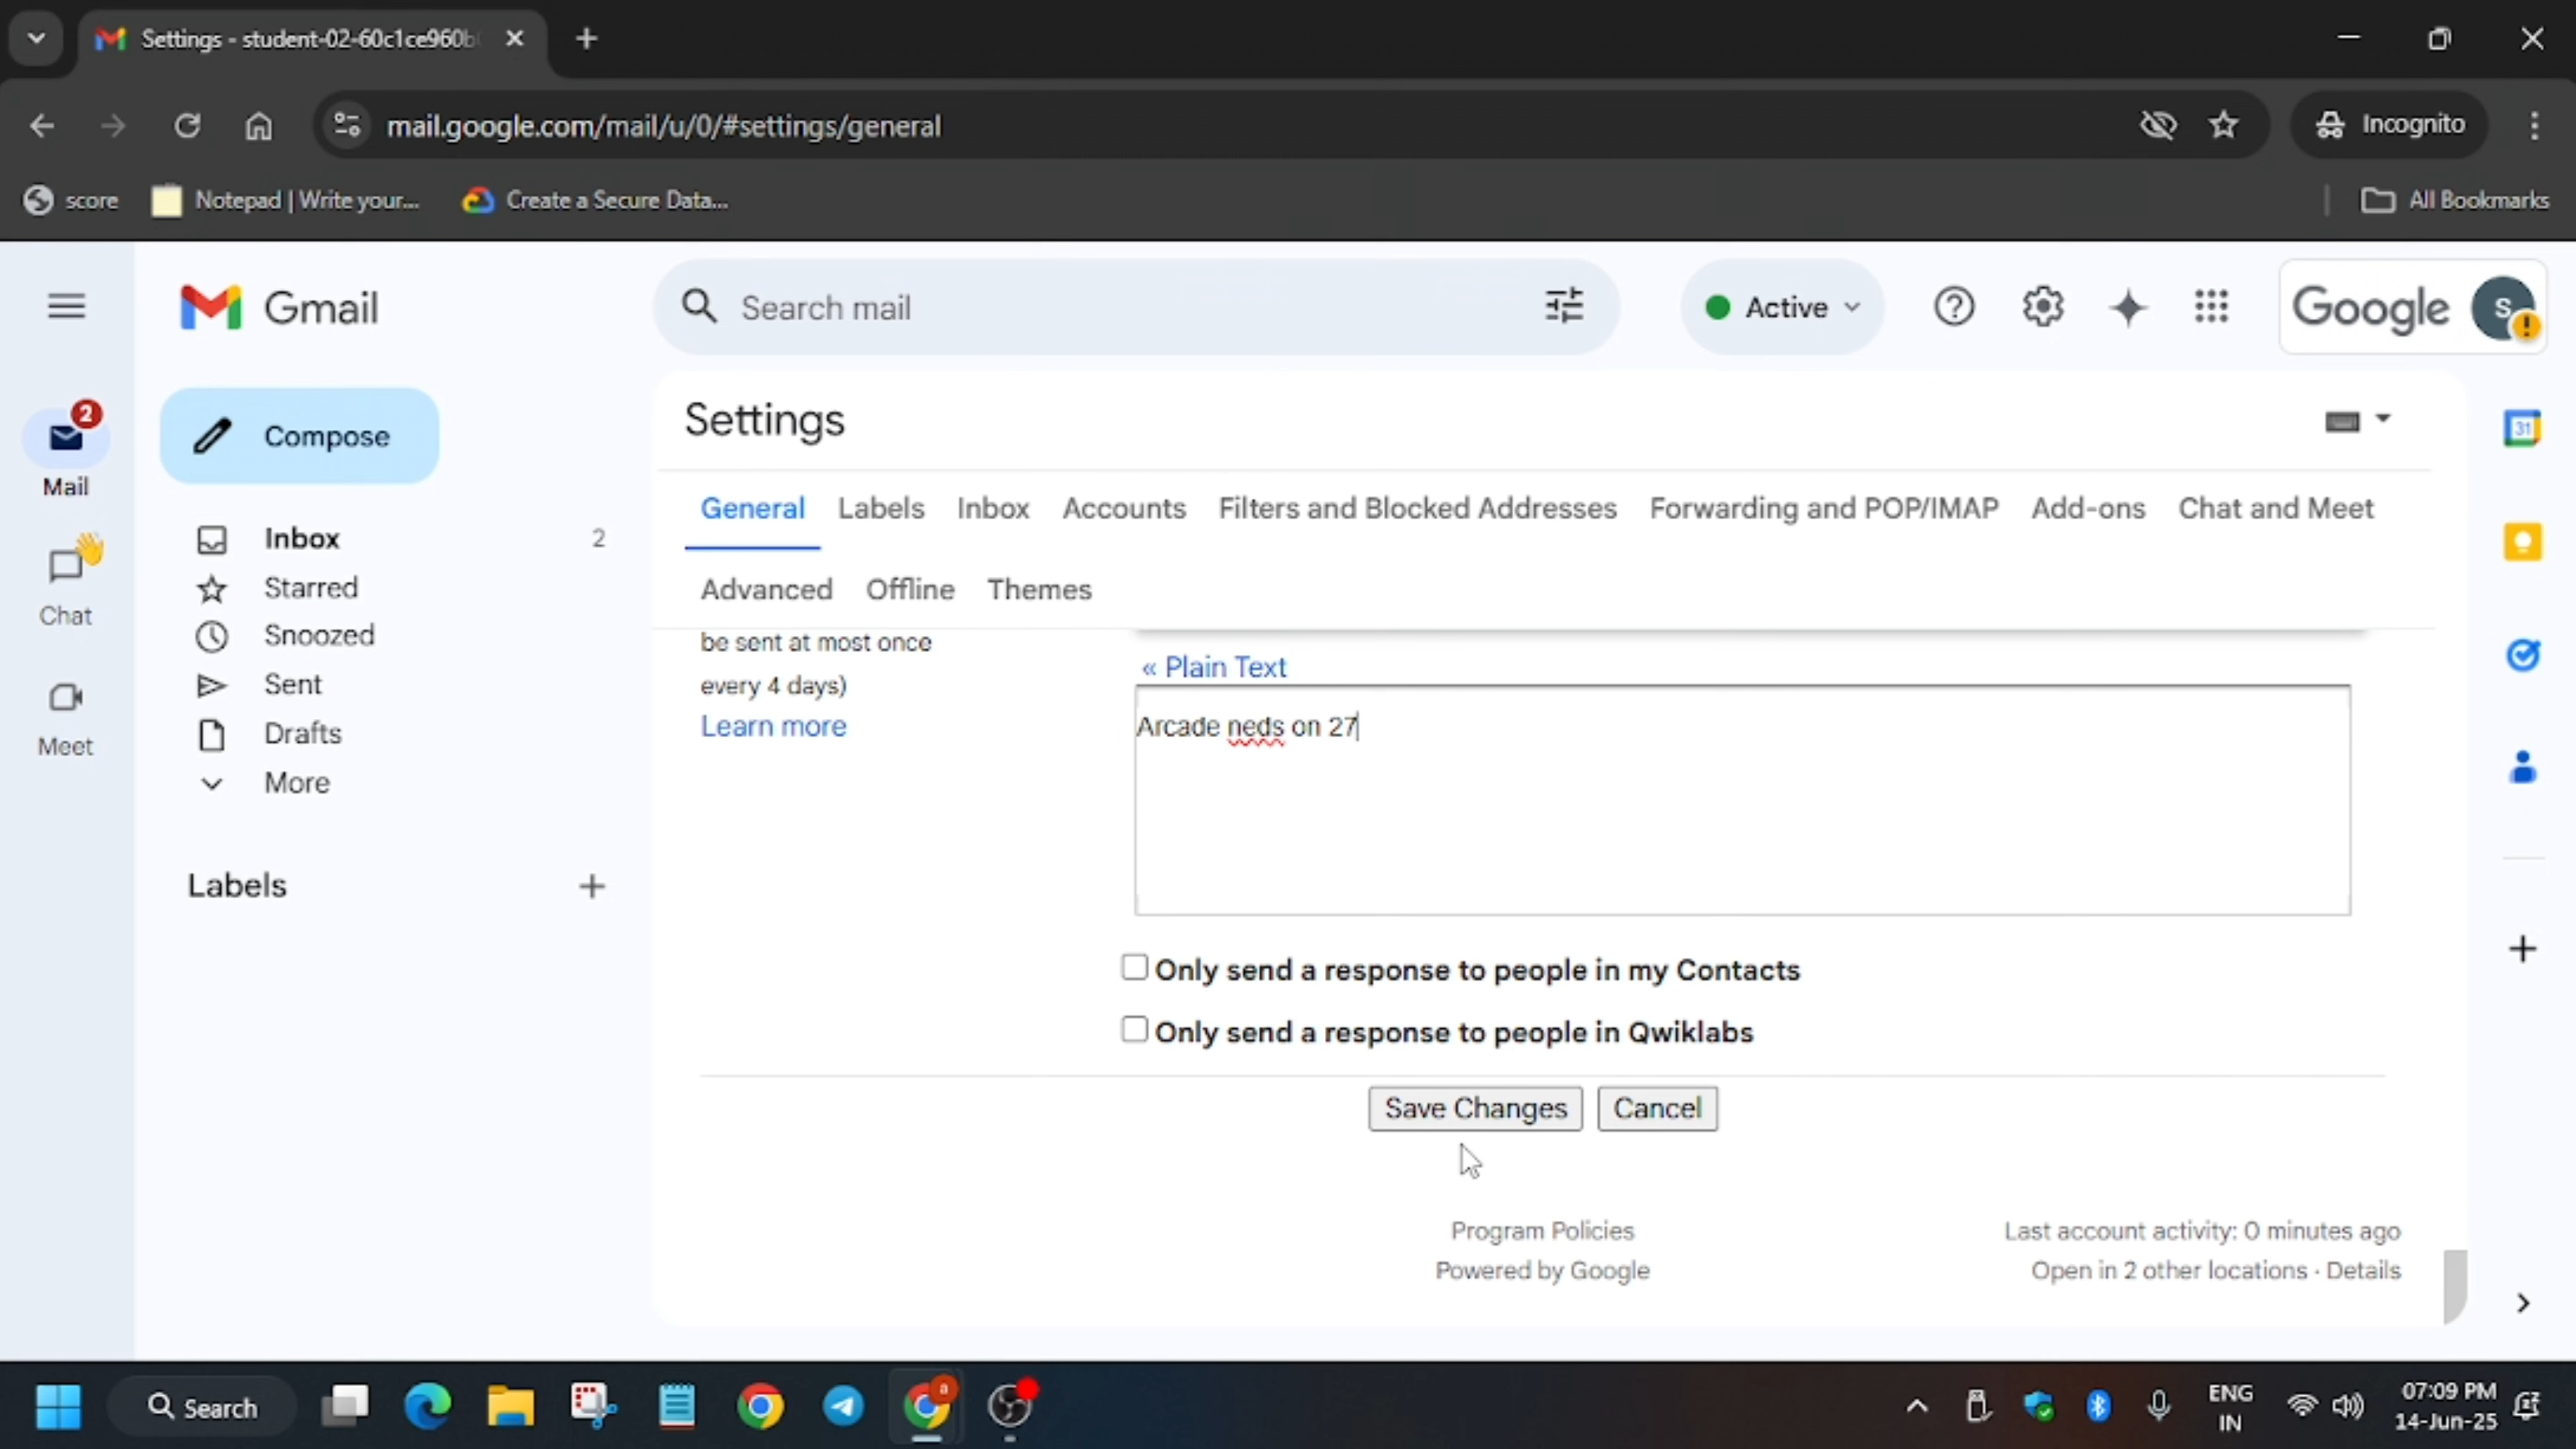 Settings - student-02-60c1ce960b
mail.google.com/mail/u/0/#settings/general
Incognito
score
Notepad | Write your...
Create a Secure Data...
All Bookmarks
Gmail
Search mail
Active
Google
S
2
Mail
Chat
Meet
Compose
Inbox 2
Starred
Snoozed
Sent
Drafts
More
Labels
Settings
General Labels Inbox Accounts Filters and Blocked Addresses Forwarding and POP/IMAP Add-ons Chat and Meet
Advanced Offline Themes
be sent at most once
every 4 days)
Learn more
« Plain Text
Arcade neds on 27
Only send a response to people in my Contacts
Only send a response to people in Qwiklabs
Save Changes Cancel
Program Policies
Powered by Google
Last account activity: 0 minutes ago
Open in 2 other locations · Details
31
Search
a
ENG
IN
07:09 PM
14-Jun-25